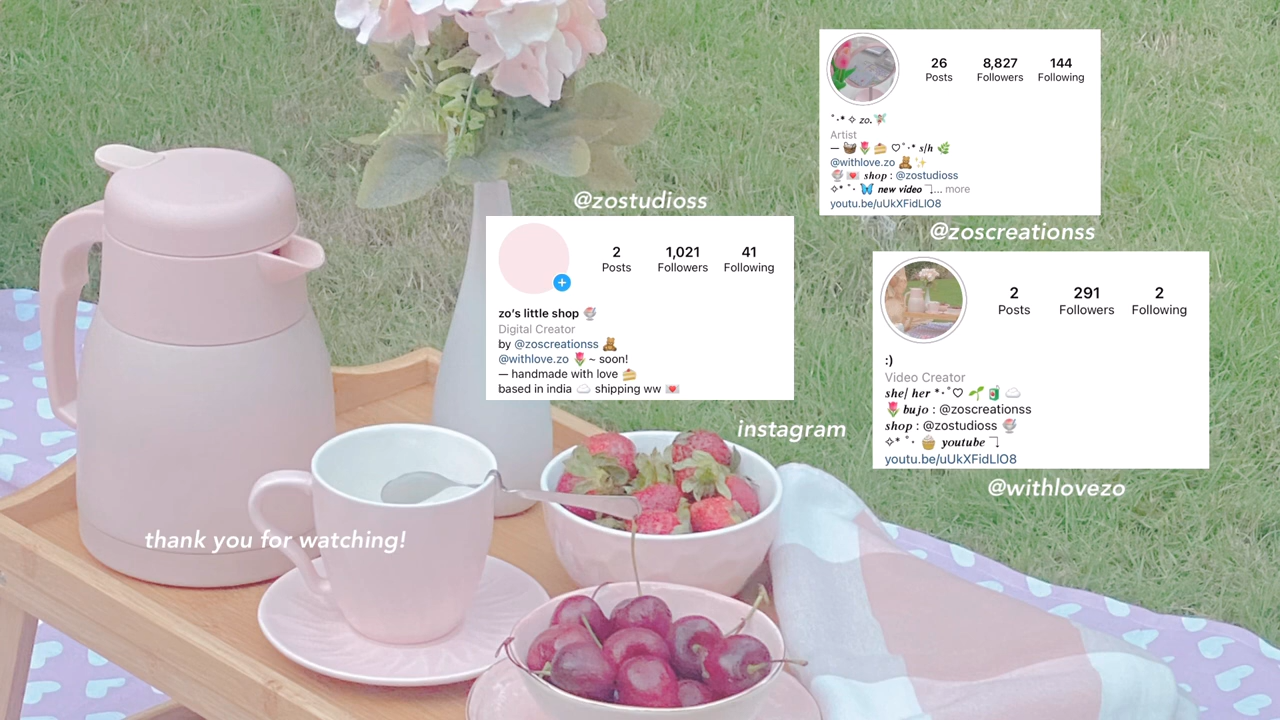 26 8,827 144
Posts Followers Following
˚‧* ✧ zo.🧚
Artist
— 🧺🌷🍰 ♡˚‧* s/h 🌿
@withlove.zo 🧸✨
🍨💌 shop : @zostudioss
✧* ˚‧ 🦋 new video ⤵... more
youtu.be/uUkXFidLlO8
@zoscreationss
@zostudioss
2 1,021 41
Posts Followers Following
zo’s little shop 🍨
Digital Creator
by @zoscreationss 🧸
@withlove.zo 🌷 ~ soon!
— handmade with love 🍰
based in india ☁️ shipping ww 💌
instagram
2 291 2
Posts Followers Following
:)
Video Creator
she/ her *‧˚♡ 🌱🧃☁️
🌷bujo : @zoscreationss
shop : @zostudioss 🍨
✧* ˚‧ 🧁 youtube ⤵
youtu.be/uUkXFidLlO8
@withlovezo
thank you for watching!